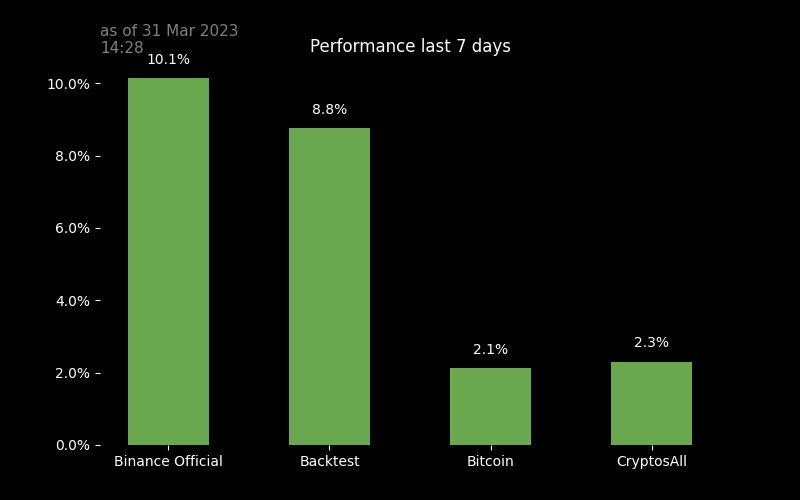 as of 31 Mar 2023
14:28
Performance last 7 days
10.1%
8.8%
2.1%
2.3%
10.0%
8.0%
6.0%
4.0%
2.0%
0.0%
Binance Official
Backtest
Bitcoin
CryptosAll